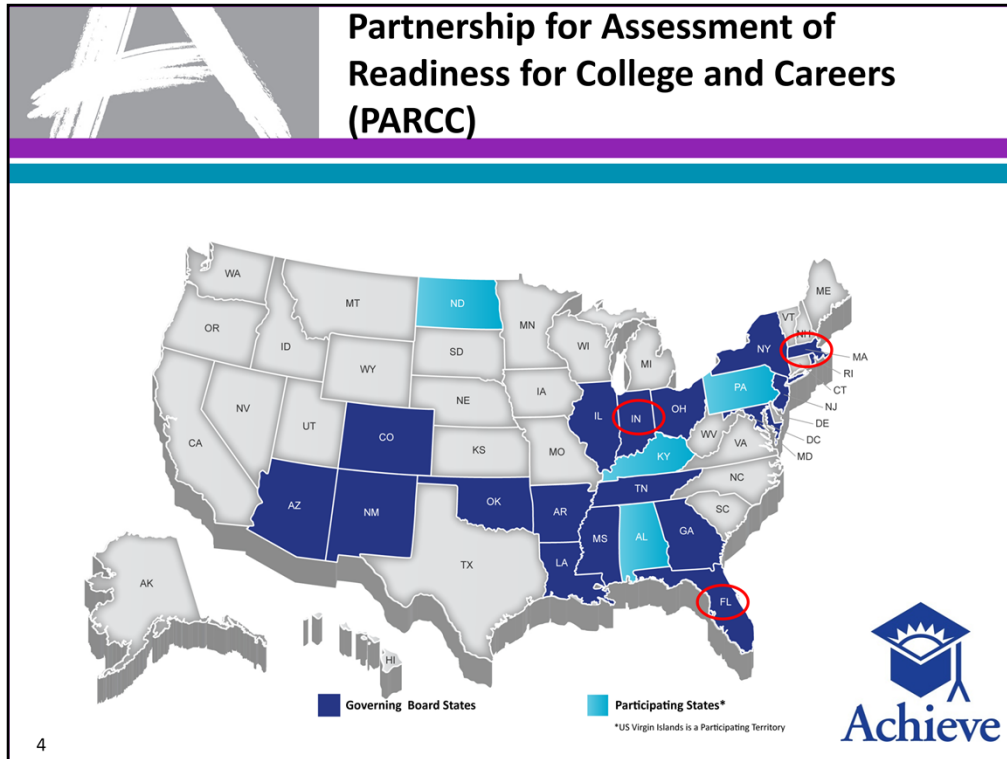 Partnership for Assessment of
Readiness for College and Careers
(PARCC)
WA
MT
ND
MN
ME
VT
NH
OR
ID
SD
WI
MI
NY
MA
RI
CT
WY
IA
PA
NJ
NE
NV
UT
CO
KS
MO
IL
IN
OH
WV
VA
DE
DC
MD
CA
KY
NC
AZ
NM
OK
AR
TN
SC
MS
AL
GA
LA
TX
FL
AK
HI
Governing Board States
Participating States*
*US Virgin Islands is a Participating Territory
Achieve
4